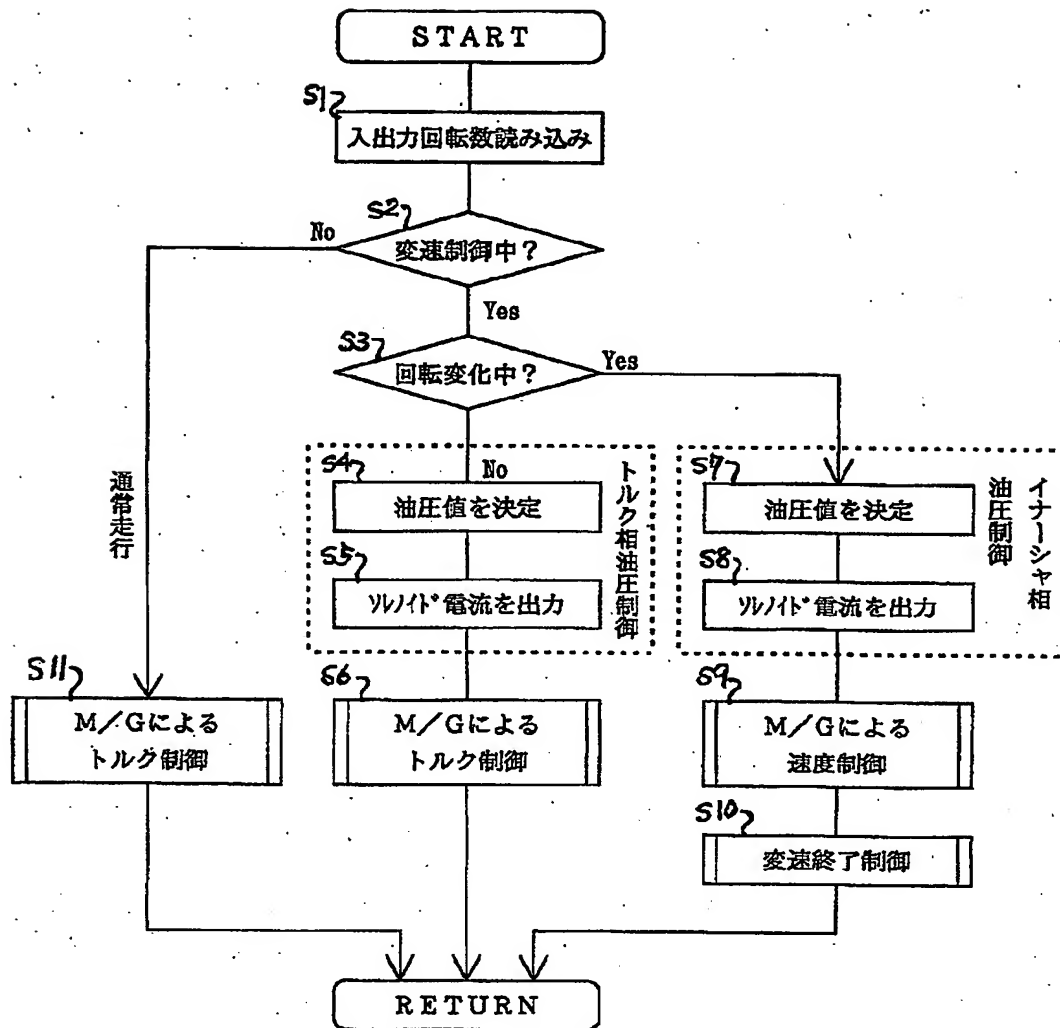 START
S1
入出力回転数読み込み
S2
No
変速制御中?
Yes
S3
回転変化中?
Yes
通常走行
No
S4
油圧値を決定
S5
ソレノイド電流を出力
トルク相油圧制御
S7
油圧値を決定
S8
ソレノイド電流を出力
イナーシャ相
油圧制御
S11
M/Gによる
トルク制御
S6
M/Gによる
トルク制御
S9
M/Gによる
速度制御
S10
変速終了制御
RETURN